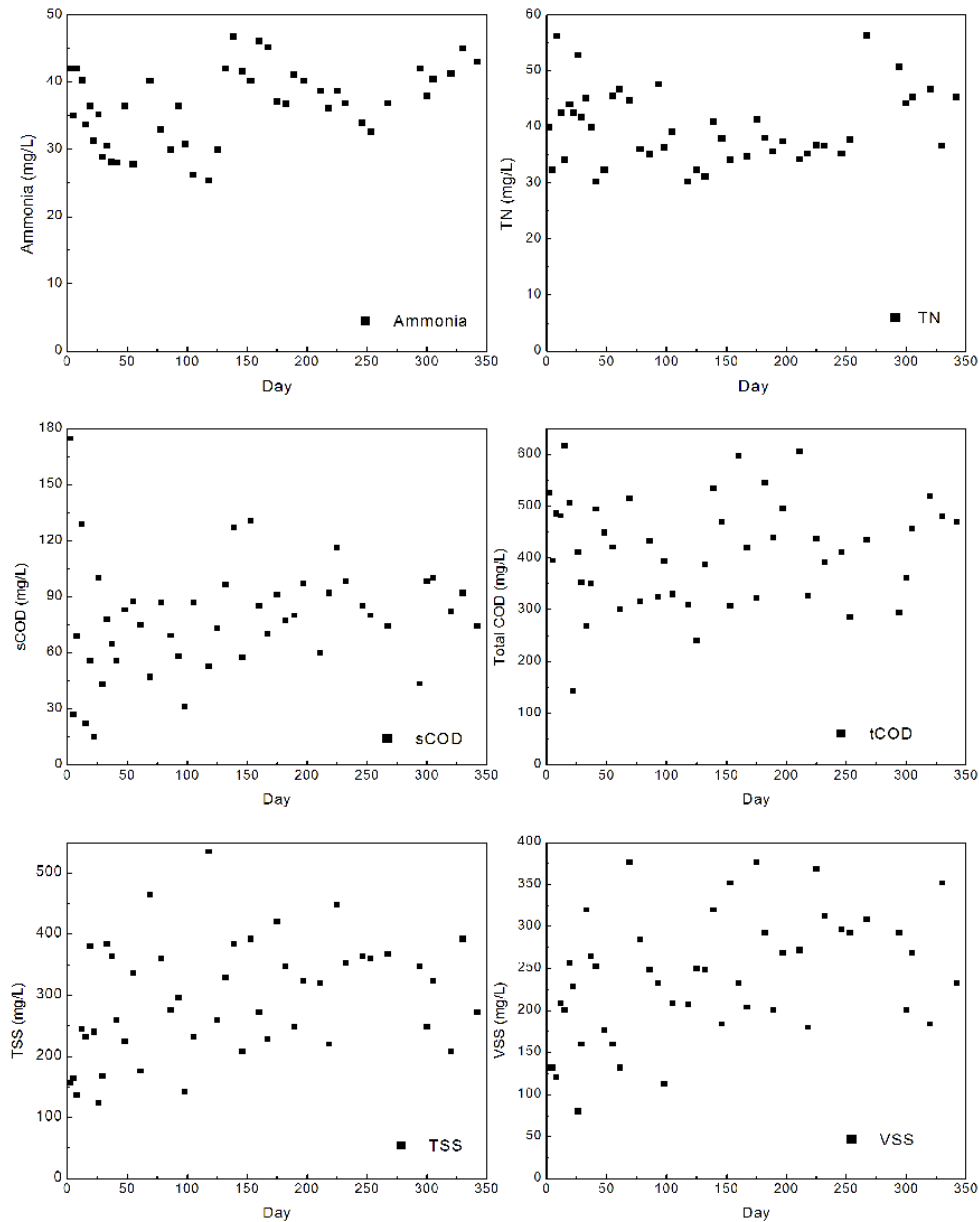 50
40
30
20
10
0
Ammonia (mg/L)
Ammonia
0 50 100 150 200 250 300 350
Day
60
50
40
30
20
10
0
TN (mg/L)
TN
0 50 100 150 200 250 300 350
Day
180
150
120
90
60
30
0
sCOD (mg/L)
sCOD
0 50 100 150 200 250 300 350
Day
600
500
400
300
200
100
0
Total COD (mg/L)
tCOD
0 50 100 150 200 250 300 350
Day
500
400
300
200
100
0
TSS (mg/L)
TSS
0 50 100 150 200 250 300 350
Day
400
350
300
250
200
150
100
50
0
VSS (mg/L)
VSS
0 50 100 150 200 250 300 350
Day